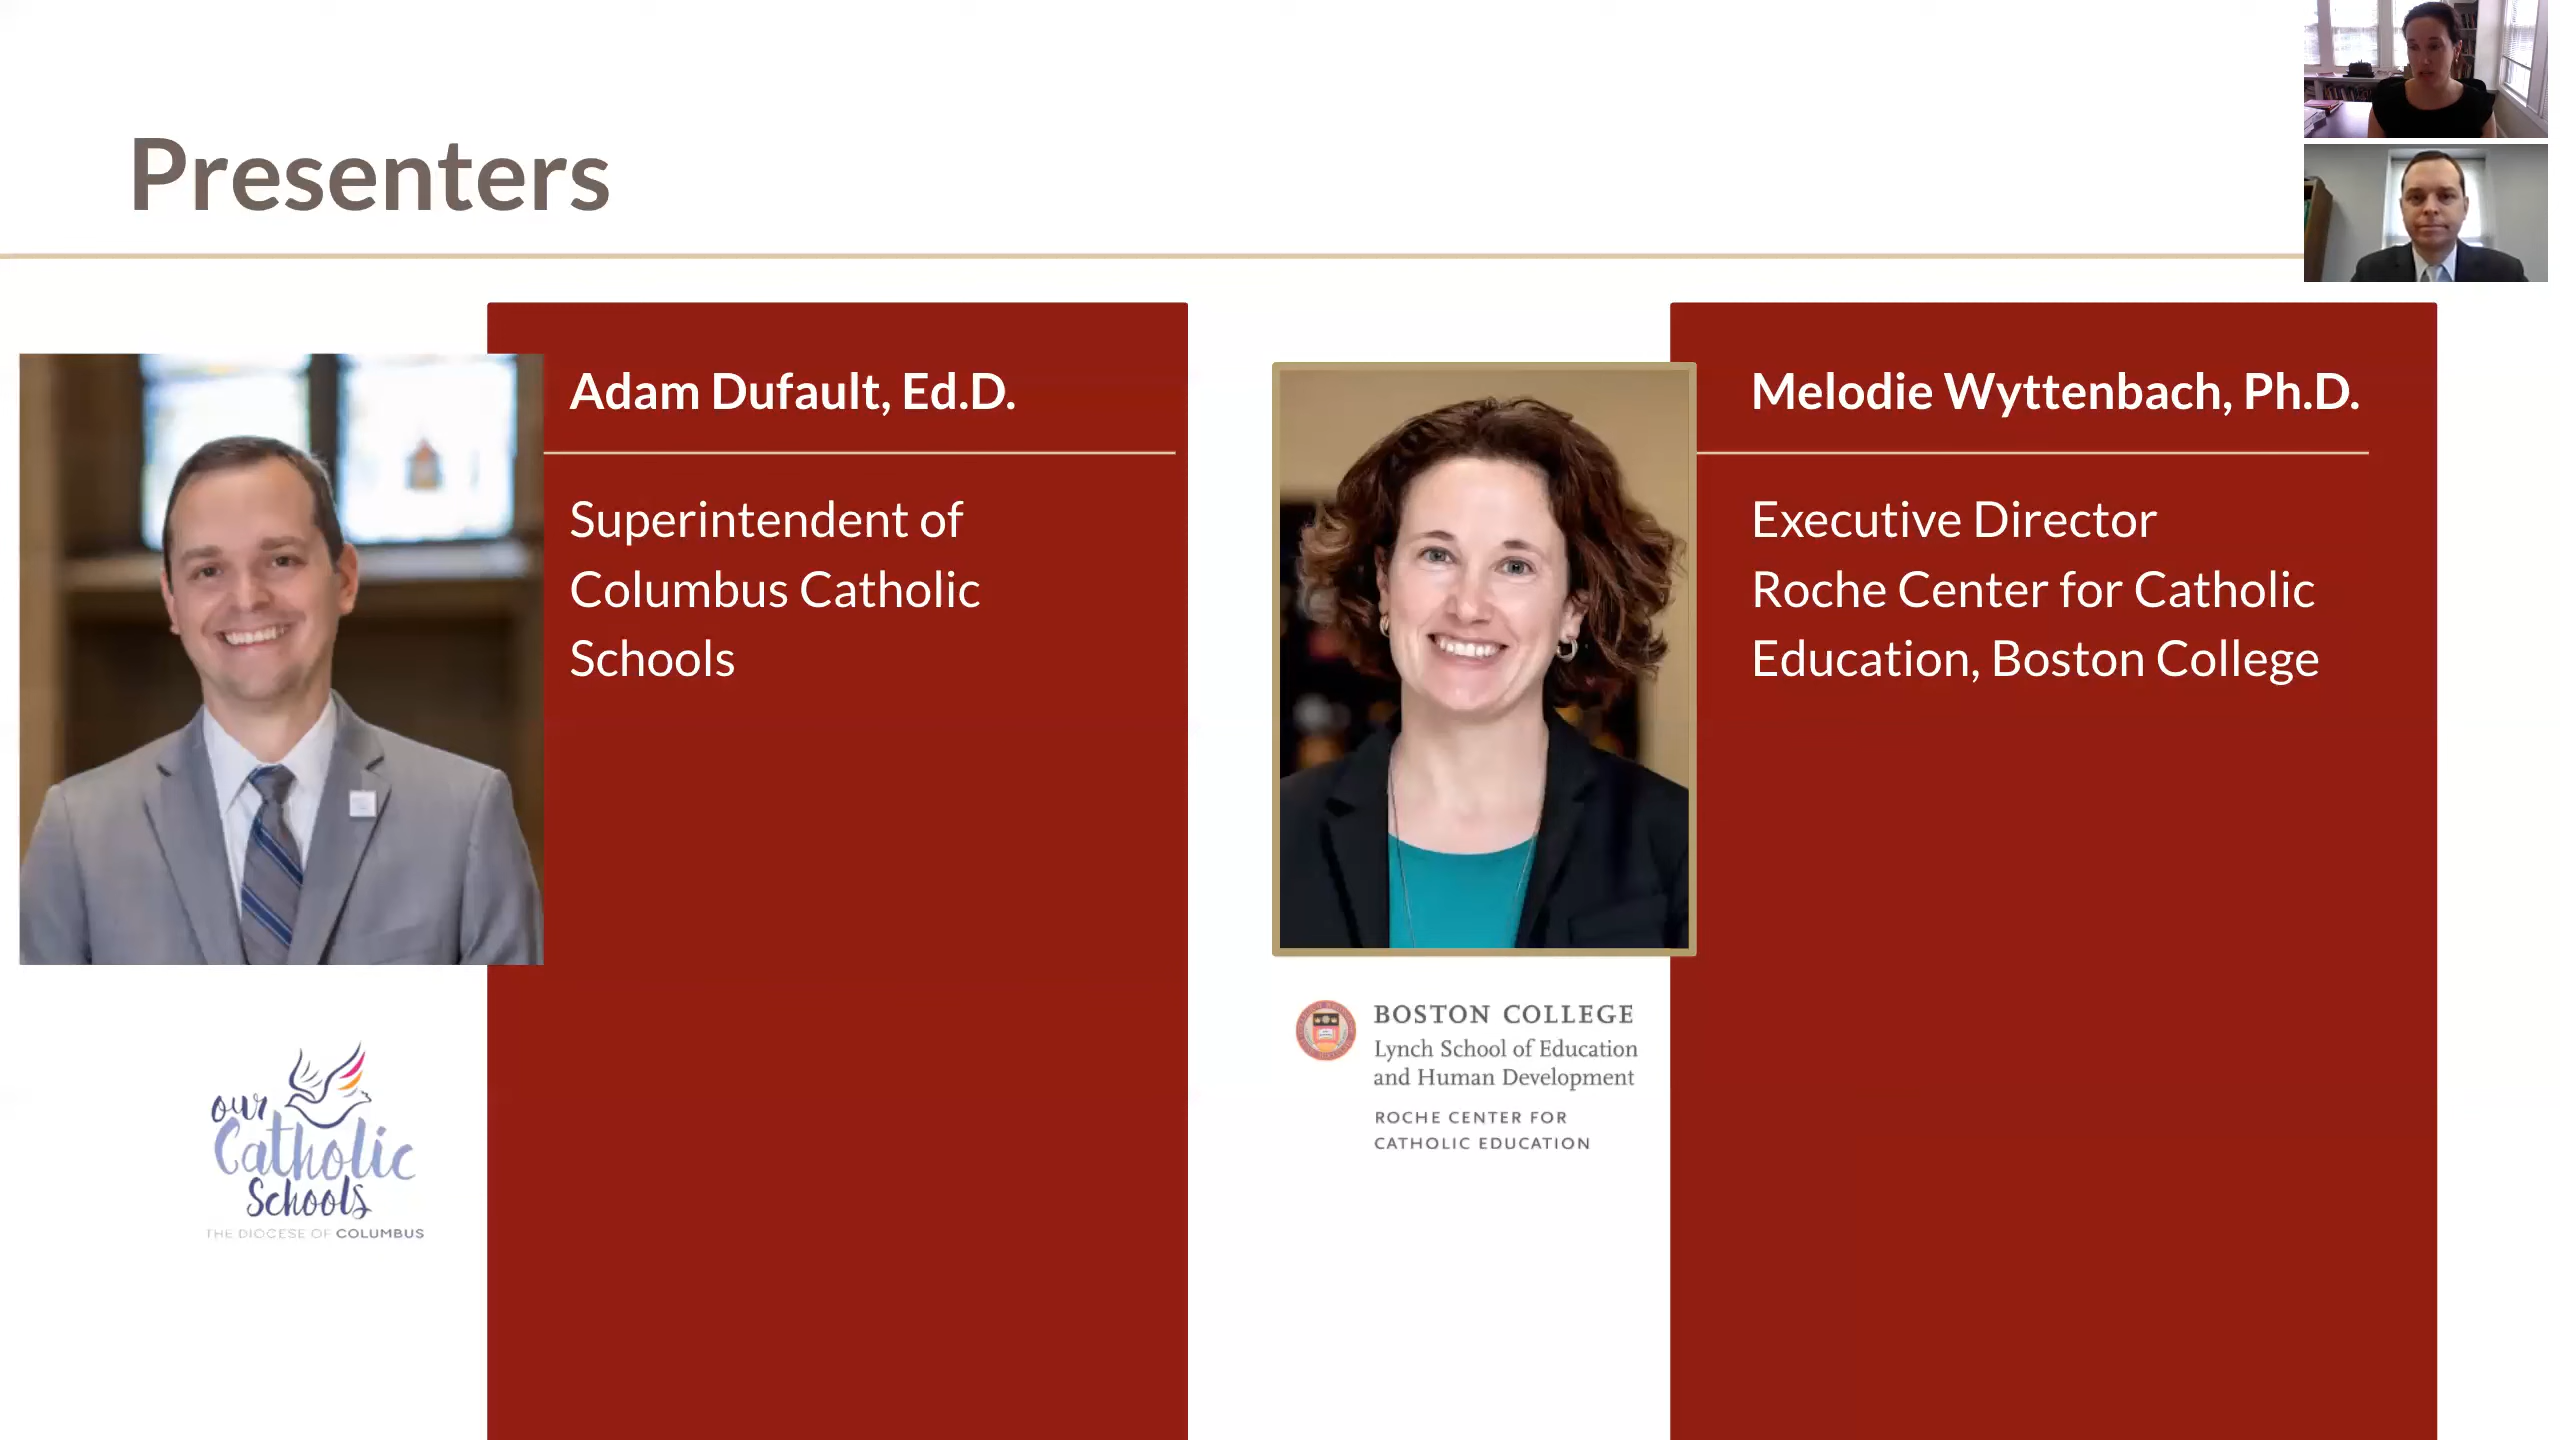 Presenters
Adam Dufault, Ed.D.
Superintendent of
Columbus Catholic
Schools
our
Catholic
Schools
THE DIOCESE OF COLUMBUS
Melodie Wyttenbach, Ph.D.
Executive Director
Roche Center for Catholic
Education, Boston College
BOSTON COLLEGE
Lynch School of Education
and Human Development
ROCHE CENTER FOR
CATHOLIC EDUCATION